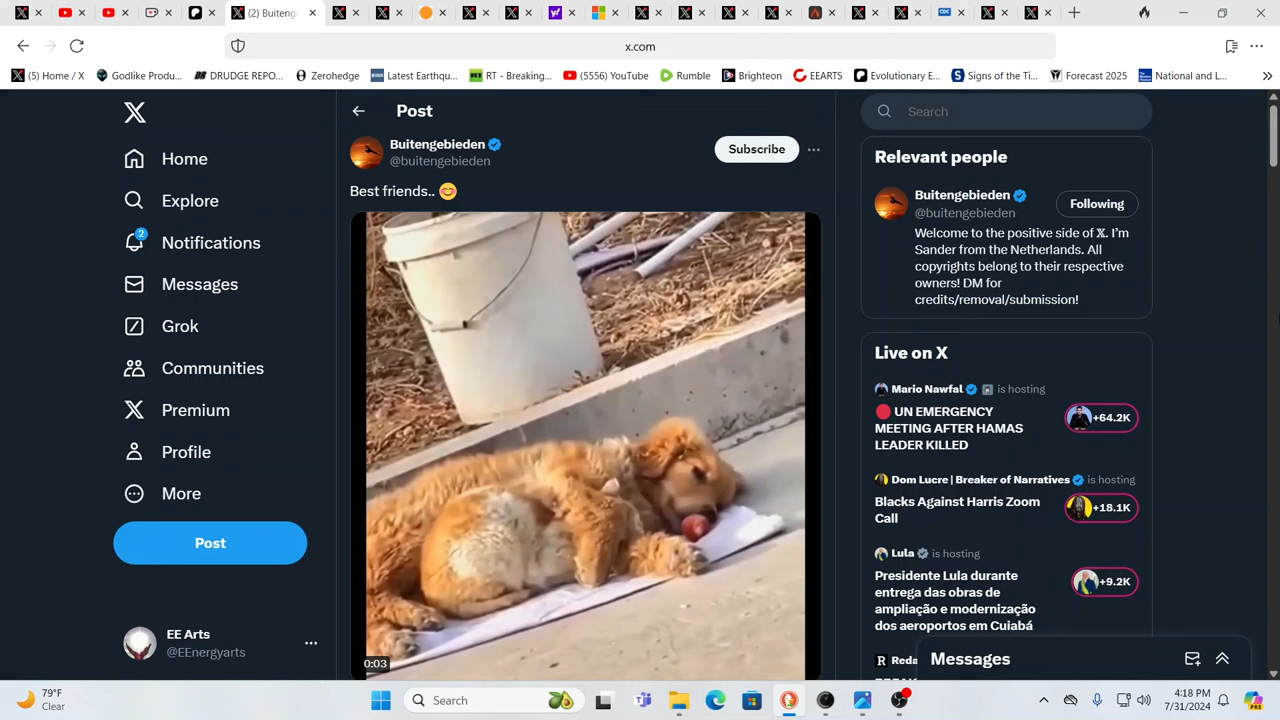 (2) Buiteng
x.com
(5) Home / X
Godlike Produ...
DRUDGE REPO...
Zerohedge
Latest Earthqu...
RT - Breaking...
(5556) YouTube
Rumble
Brighteon
EEARTS
Evolutionary E...
Signs of the Ti...
Forecast 2025
National and L...
Home
Explore
2
Notifications
Messages
Grok
Communities
Premium
Profile
More
Post
EE Arts
@EEnergyarts
Post
Buitengebieden
@buitengebieden
Subscribe
Best friends.. 😊
0:03
Search
Relevant people
Buitengebieden
@buitengebieden
Following
Welcome to the positive side of 𝕏. I'm
Sander from the Netherlands. All
copyrights belong to their respective
owners! DM for
credits/removal/submission!
Live on X
Mario Nawfal is hosting
🔴 UN EMERGENCY
MEETING AFTER HAMAS
LEADER KILLED
+64.2K
Dom Lucre | Breaker of Narratives is hosting
Blacks Against Harris Zoom
Call
+18.1K
Lula is hosting
Presidente Lula durante
entrega das obras de
ampliação e modernização
dos aeroportos em Cuiabá
+9.2K
Reda
Messages
79°F
Clear
Search
4:18 PM
7/31/2024